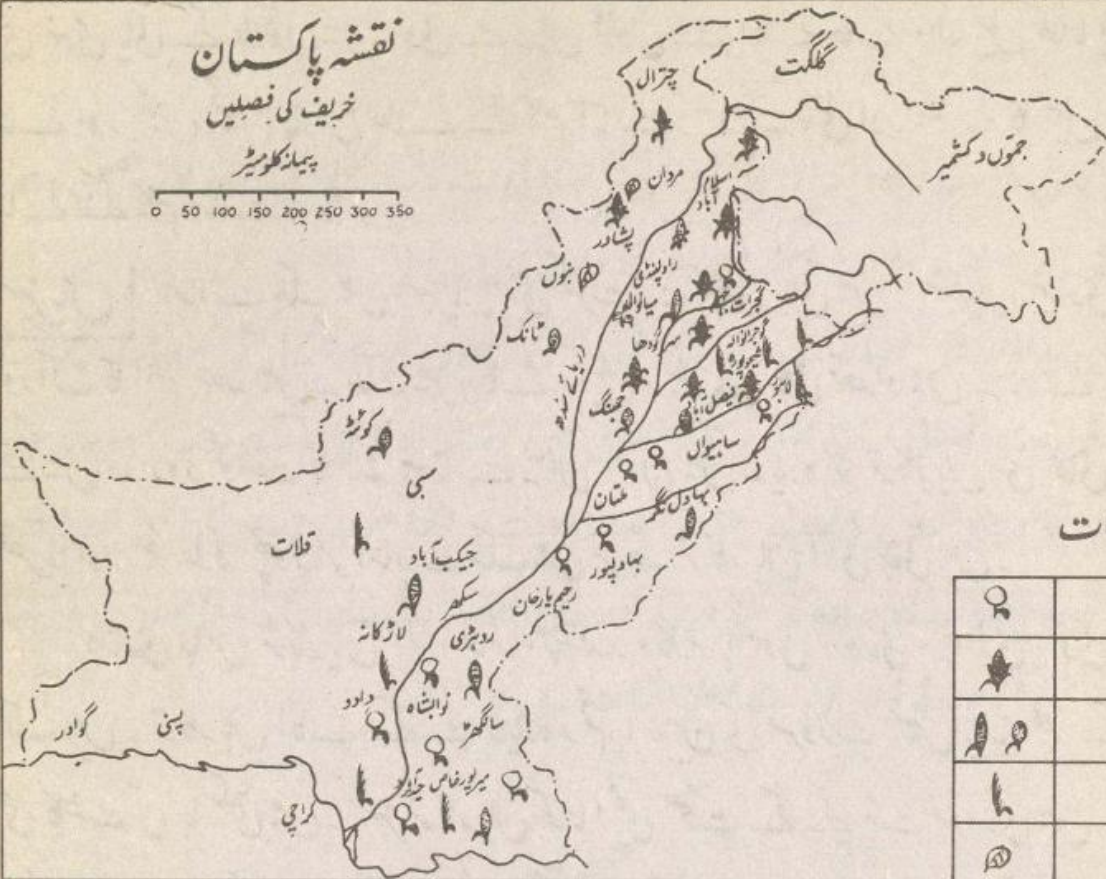 نقشہ پاکستان
خریف کی فصلیں
پیمانہ کلومیٹر
0 50 100 150 200 250 300 350
گلگت
چترال
جموں و کشمیر
مردان
اسلام آباد
پشاور
راولپنڈی
بنوں
میانوالی
گجرات
ٹانک
سرگودھا
گوجرانوالہ
شیخوپورہ
دریائے سندھ
جھنگ
فیصل آباد
لاہور
کوئٹہ
ساہیوال
سبی
ملتان
بہاول نگر
قلات
جیکب آباد
بہاولپور
سکھر
رحیم یار خان
لاڑکانہ
روہڑی
دادو
نوابشاہ
سانگھڑ
پسنی
گوادر
میرپور خاص
حیدرآباد
کراچی
ت